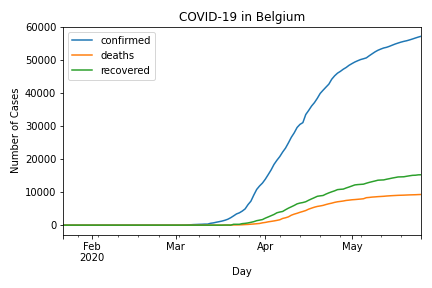 COVID-19 in Belgium
confirmed
deaths
recovered
Number of Cases
60000
50000
40000
30000
20000
10000
0
Feb Mar Apr May
2020
Day